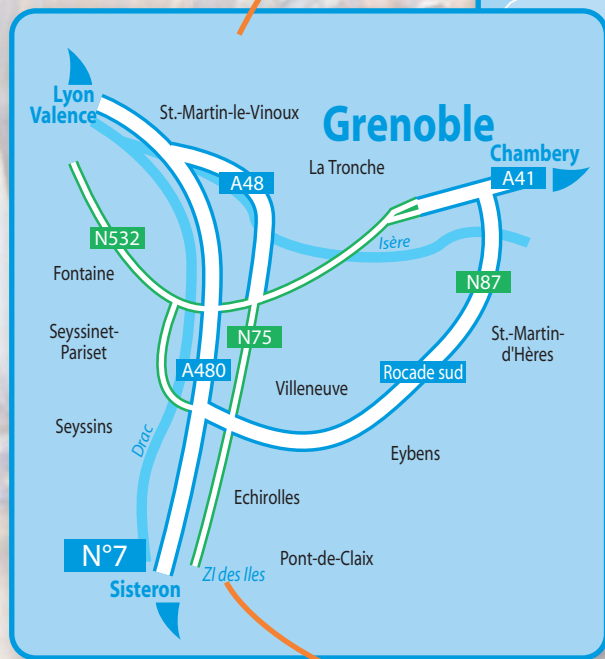 Lyon
Valence
St.-Martin-le-Vinoux
Grenoble
La Tronche
Chambery
A41
A48
N532
Isère
Fontaine
N87
Seyssinet-
Pariset
N75
St.-Martin-
d'Hères
A480
Villeneuve
Rocade sud
Seyssins
Drac
Eybens
Echirolles
N°7
Pont-de-Claix
ZI des Iles
Sisteron